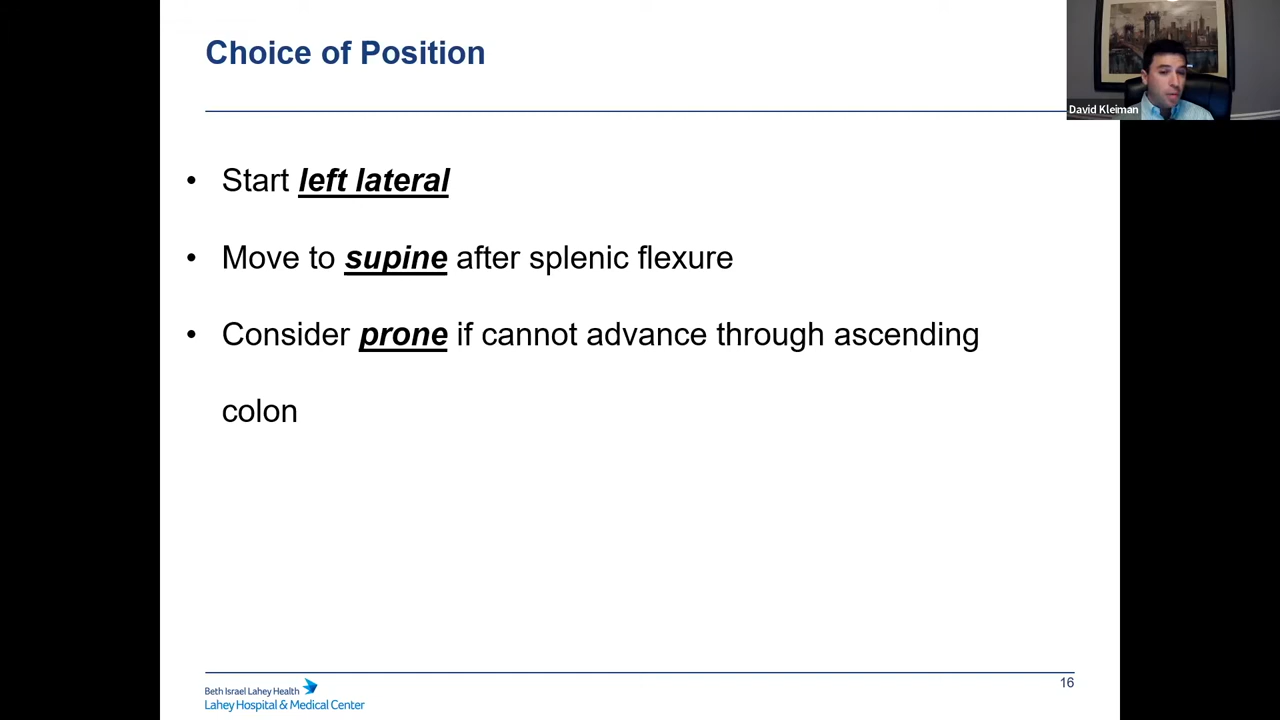 Choice of Position
David Kleiman
• Start left lateral
• Move to supine after splenic flexure
• Consider prone if cannot advance through ascending
colon
16
Beth Israel Lahey Health
Lahey Hospital & Medical Center